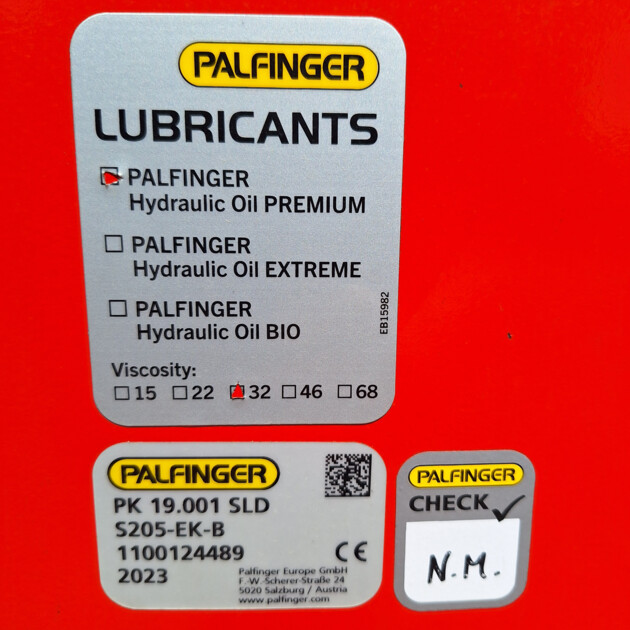 PALFINGER
LUBRICANTS
PALFINGER
Hydraulic Oil PREMIUM
PALFINGER
Hydraulic Oil EXTREME
PALFINGER
Hydraulic Oil BIO
EB15982
Viscosity:
15 22 32 46 68
PALFINGER
PK 19.001 SLD
S205-EK-B
1100124489
2023
CE
Palfinger Europe GmbH
F.-W.-Scherer-Straße 24
5020 Salzburg / Austria
www.palfinger.com
PALFINGER
CHECK
N.M.